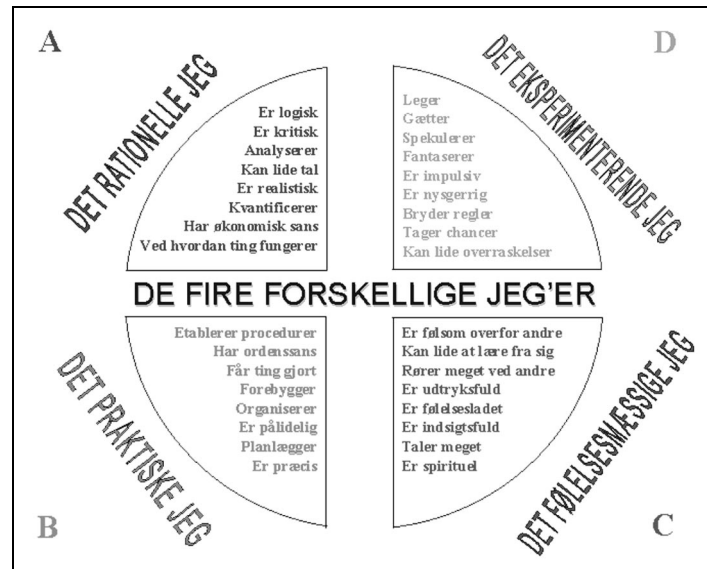 A
DET RATIONELLE JEG
Er logisk
Er kritisk
Analyserer
Kan lide tal
Er realistisk
Kvantificerer
Har økonomisk sans
Ved hvordan ting fungerer
D
DET EKSPERIMENTERENDE JEG
Leger
Gætter
Spekulerer
Fantaserer
Er impulsiv
Er nysgerrig
Bryder regler
Tager chancer
Kan lide overraskelser
DE FIRE FORSKELLIGE JEG'ER
Etablerer procedurer
Har ordenssans
Får ting gjort
Forebygger
Organiserer
Er pålidelig
Planlægger
Er præcis
DET PRAKTISKE JEG
B
Er følsom overfor andre
Kan lide at lære fra sig
Rører meget ved andre
Er udtryksfuld
Er følelsesladet
Er indsigtsfuld
Taler meget
Er spirituel
DET FØLELSESMÆSSIGE JEG
C